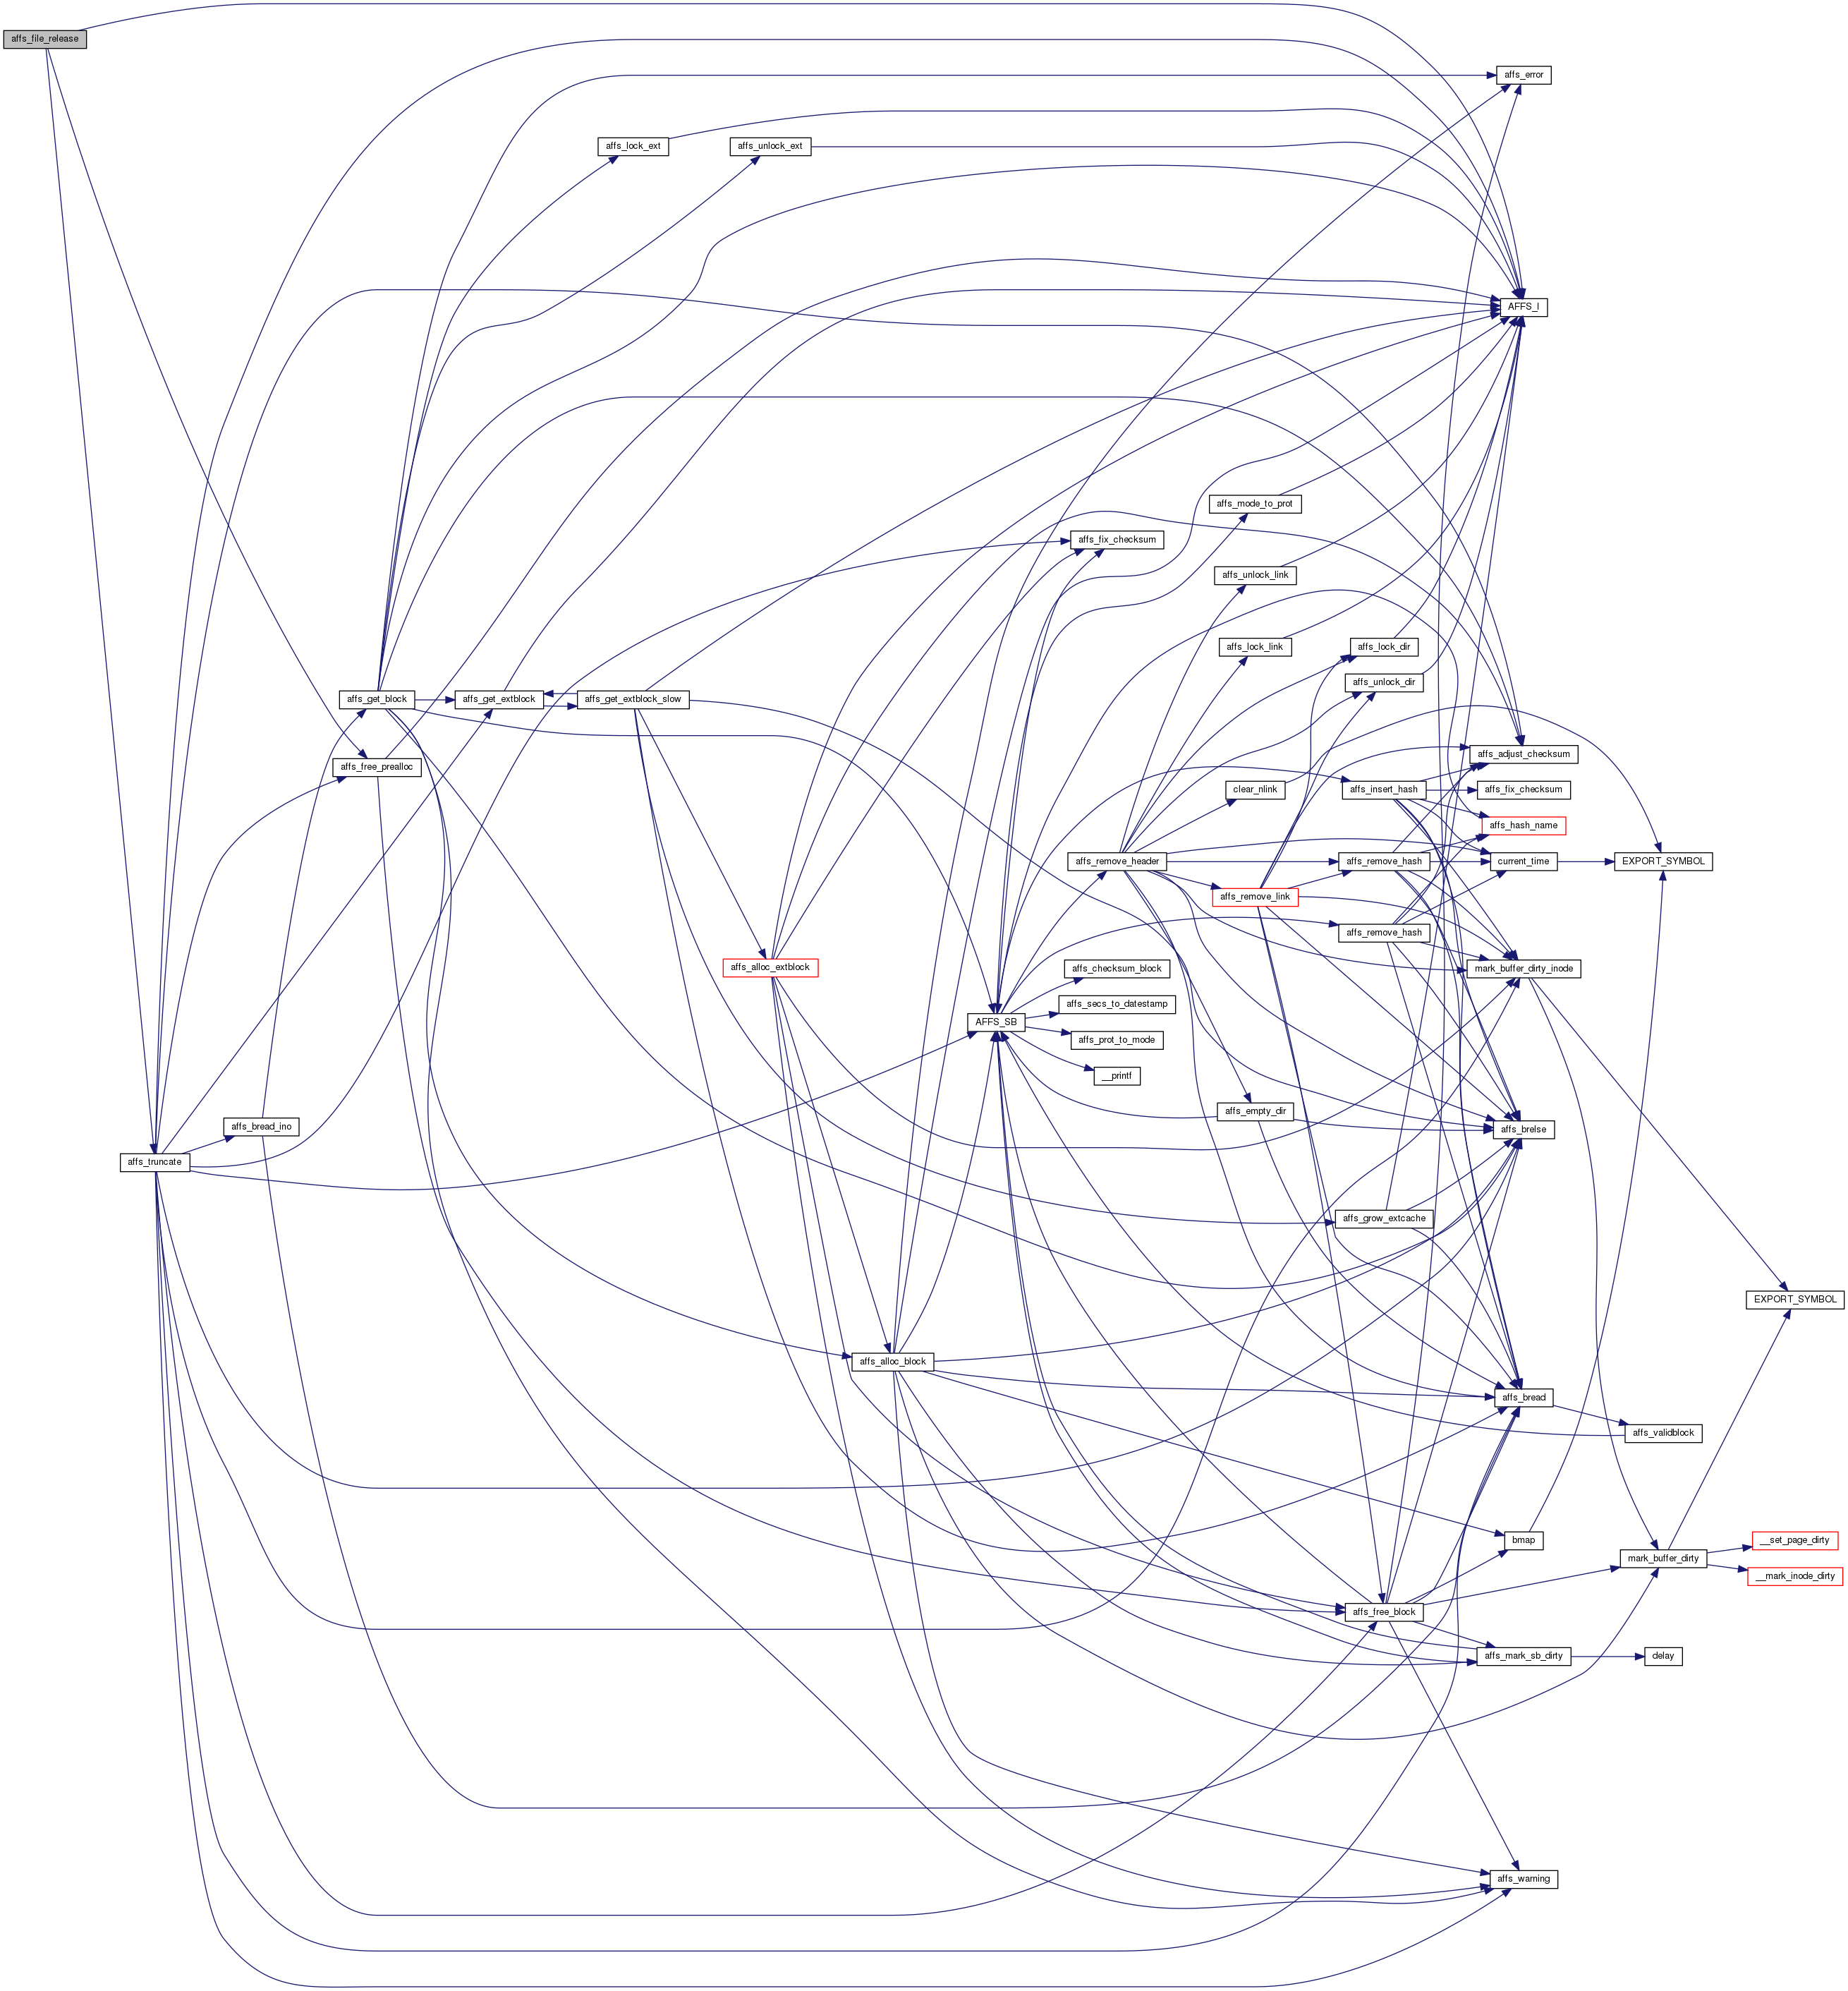 affs_file_release
affs_error
affs_lock_ext
affs_unlock_ext
AFFS_I
affs_mode_to_prot
affs_fix_checksum
affs_unlock_link
affs_lock_link
affs_lock_dir
affs_unlock_dir
affs_get_block
affs_get_extblock
affs_get_extblock_slow
affs_adjust_checksum
affs_free_prealloc
clear_nlink
affs_insert_hash
affs_fix_checksum
affs_hash_name
affs_remove_header
affs_remove_hash
current_time
EXPORT_SYMBOL
affs_remove_link
affs_remove_hash
affs_alloc_extblock
affs_checksum_block
mark_buffer_dirty_inode
affs_secs_to_datestamp
AFFS_SB
affs_prot_to_mode
__printf
affs_empty_dir
affs_bread_ino
affs_brelse
affs_truncate
affs_grow_extcache
EXPORT_SYMBOL
affs_alloc_block
affs_bread
affs_validblock
bmap
__set_page_dirty
mark_buffer_dirty
__mark_inode_dirty
affs_free_block
affs_mark_sb_dirty
delay
affs_warning